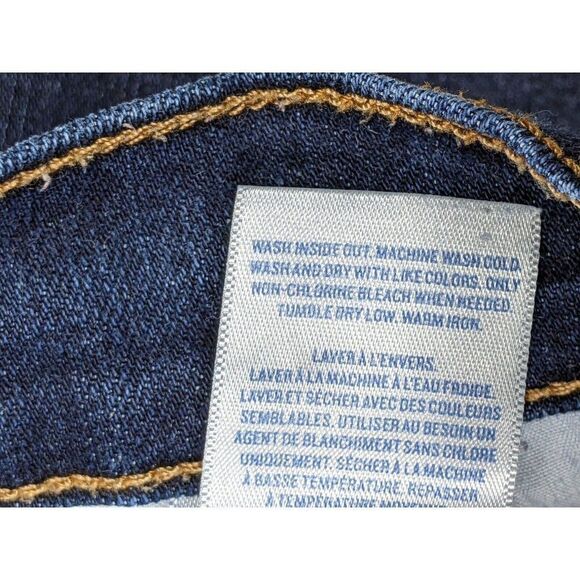 WASH INSIDE OUT. MACHINE WASH COLD.
WASH AND DRY WITH LIKE COLORS. ONLY
NON-CHLORINE BLEACH WHEN NEEDED
TUMBLE DRY LOW. WARM IRON.
LAVER À L'ENVERS.
LAVER À LA MACHINE À L'EAU FROIDE.
LAVER ET SÉCHER AVEC DES COULEURS
SEMBLABLES. UTILISER AU BESOIN UN
AGENT DE BLANCHIMENT SANS CHLORE
UNIQUEMENT. SÉCHER À LA MACHINE
À BASSE TEMPÉRATURE. REPASSER
À TEMPÉRATURE